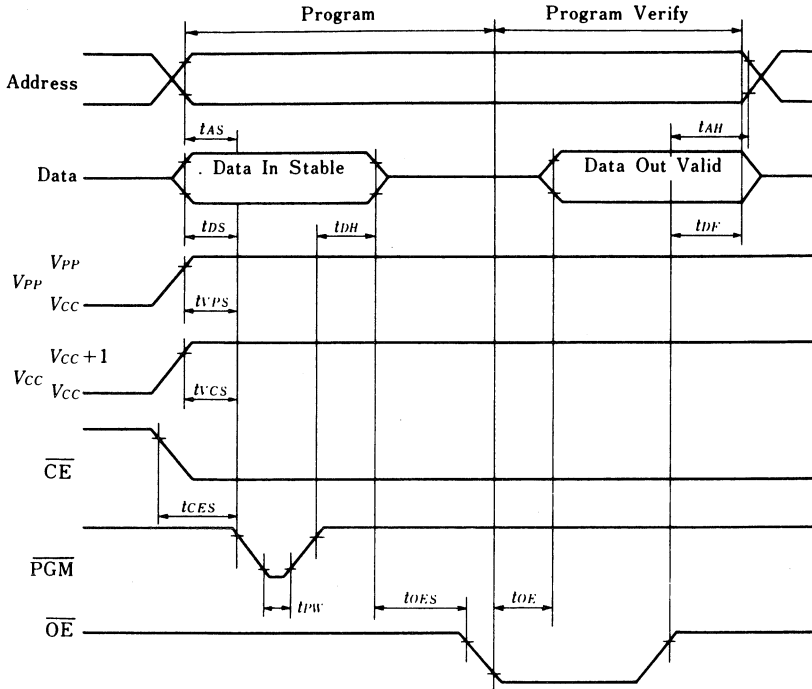 Program Program Verify
Address
tAS tAH
Data . Data In Stable Data Out Valid
tDS tDH tDF
VPP
VPP
VCC
tVPS
VCC+1
VCC VCC
tVCS
CE
tCES
PGM
tPW tOES tOE
OE